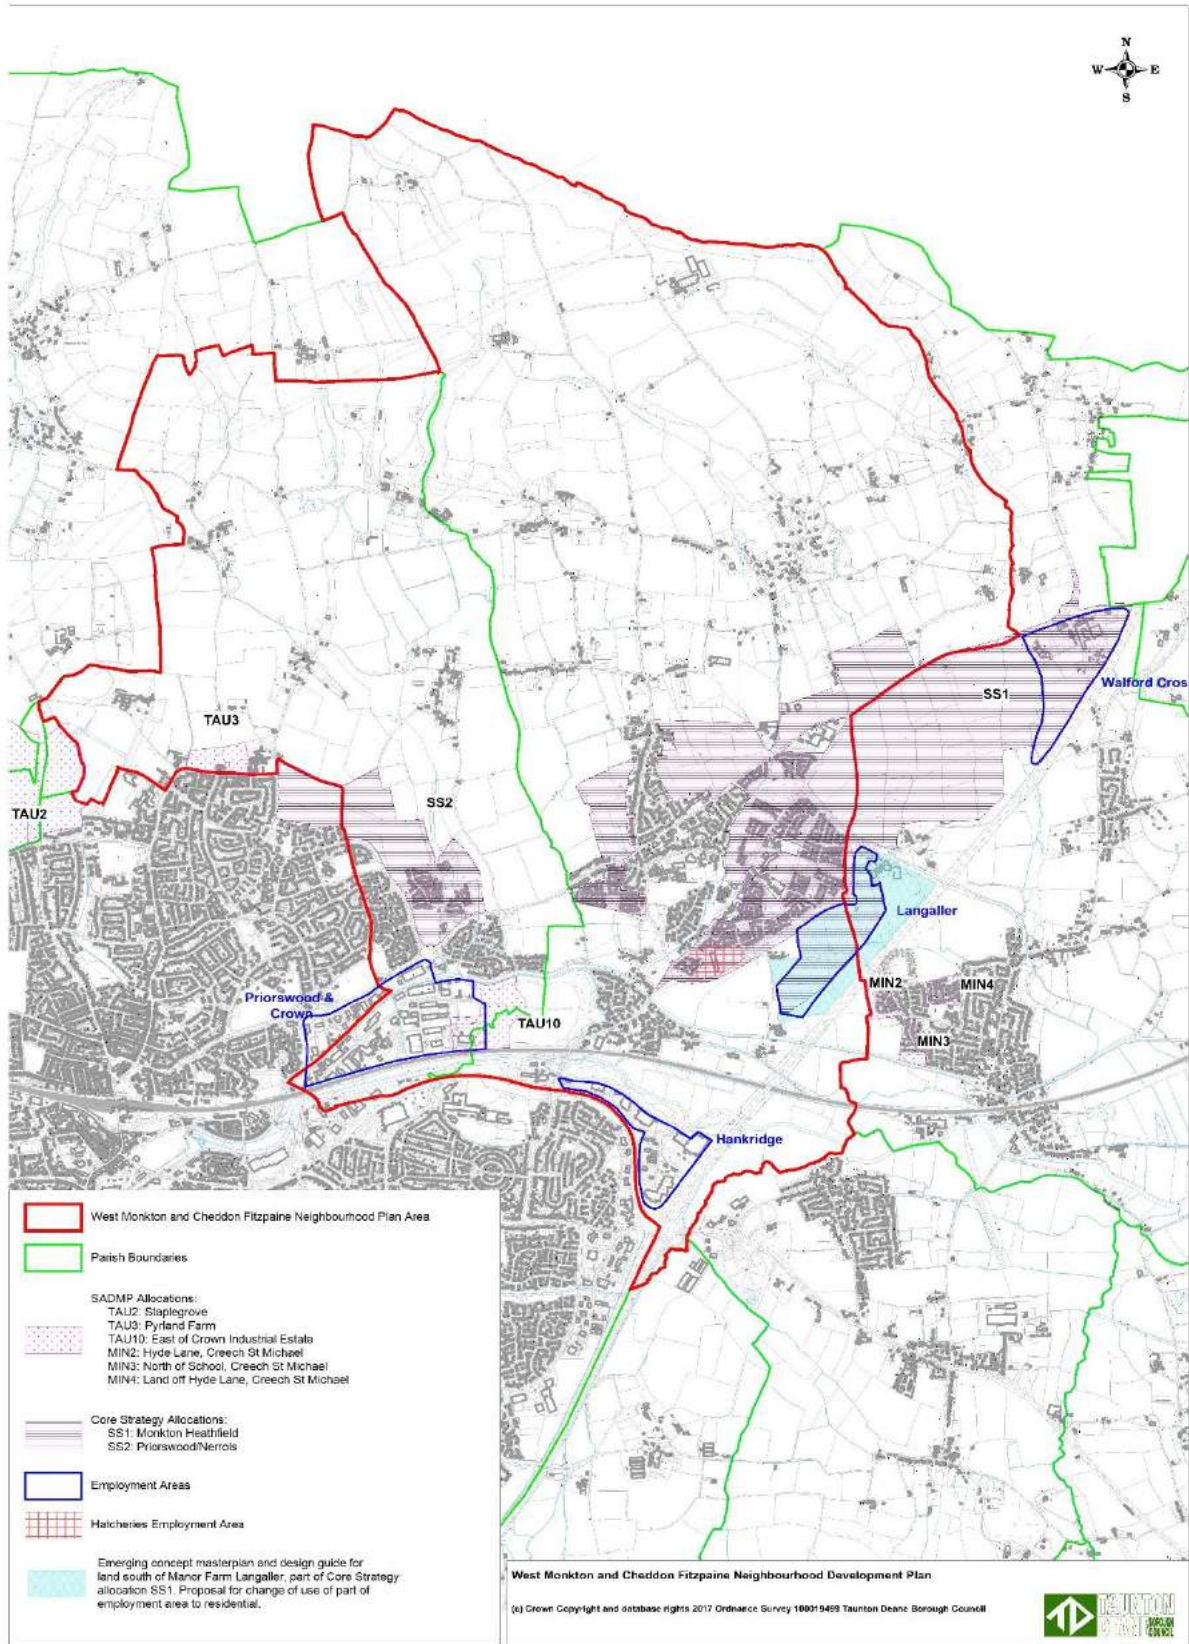 N
W E
S
Walford Cros
SS1
TAU3
SS2
TAU2
Langaller
MIN2
MIN4
Priorswood &
Crown
TAU10
MIN3
Hankridge
West Monkton and Cheddon Fitzpaine Neighbourhood Plan Area
Parish Boundaries
SADMP Allocations:
TAU2: Staplegrove
TAU3: Pyrland Farm
TAU10: East of Crown Industrial Estate
MIN2: Hyde Lane, Creech St Michael
MIN3: North of School, Creech St Michael
MIN4: Land off Hyde Lane, Creech St Michael
Core Strategy Allocations:
SS1: Monkton Heathfield
SS2: Priorswood/Nerrols
Employment Areas
Hatcheries Employment Area
Emerging concept masterplan and design guide for
land south of Manor Farm Langaller, part of Core Strategy
allocation SS1. Proposal for change of use of part of
employment area to residential.
West Monkton and Cheddon Fitzpaine Neighbourhood Development Plan
(c) Crown Copyright and database rights 2017 Ordnance Survey 100019499 Taunton Deane Borough Council
TAUNTON
DEANE BOROUGH
COUNCIL